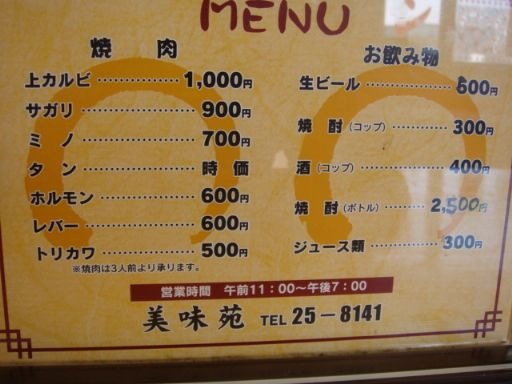 MENU
焼肉
上カルビ ‥‥‥‥‥ 1,000円
サガリ ‥‥‥‥‥ 900円
ミノ ‥‥‥‥‥ 700円
タン ‥‥‥‥‥ 時価
ホルモン ‥‥‥‥‥ 600円
レバー ‥‥‥‥‥ 600円
トリカワ ‥‥‥‥‥ 500円
※焼肉は3人前より承ります。
お飲み物
生ビール ‥‥‥‥‥ 600円
焼酎(コップ) ‥‥‥‥ 300円
酒(コップ) ‥‥‥‥‥ 400円
焼酎(ボトル) ‥‥‥ 2,500円
ジュース類 ‥‥‥‥‥ 300円
営業時間 午前11:00〜午後7:00
美味苑 TEL 25-8141